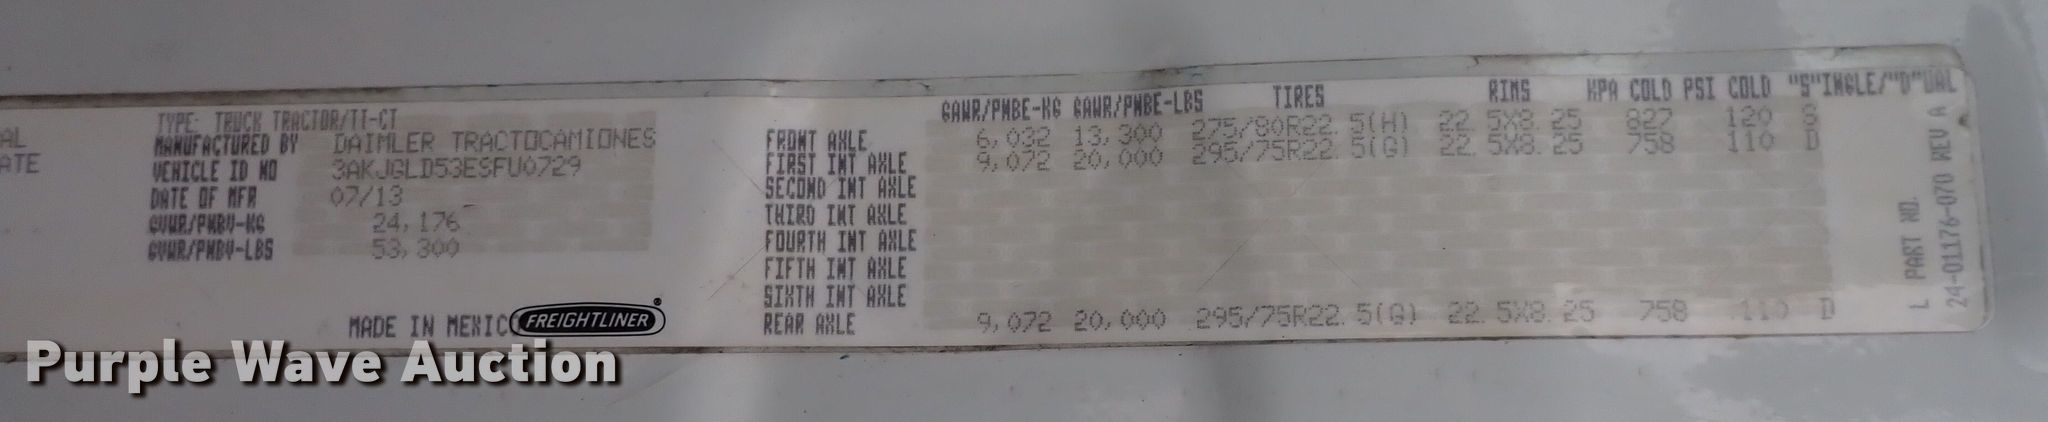 AL
ATE
TYPE: TRUCK TRACTOR/TI-CT
MANUFACTURED BY DAIMLER TRACTOCAMIONES
VEHICLE ID NO 3AKJGLD53ESFU0729
DATE OF MFR 07/13
GVWR/PNBV-KG 24,176
GVWR/PNBV-LBS 53,300
MADE IN MEXICO FREIGHTLINER®
GAWR/PNBE-KG GAWR/PNBE-LBS TIRES RIMS KPA COLD PSI COLD "S"INGLE/"D"UAL
FRONT AXLE 6,032 13,300 275/80R22.5(H) 22.5X8.25 827 120 S
FIRST INT AXLE 9,072 20,000 295/75R22.5(G) 22.5X8.25 758 110 D
SECOND INT AXLE
THIRD INT AXLE
FOURTH INT AXLE
FIFTH INT AXLE
SIXTH INT AXLE
REAR AXLE 9,072 20,000 295/75R22.5(G) 22.5X8.25 758 110 D
L PART NO.
24-01176-070 REV A
Purple Wave Auction